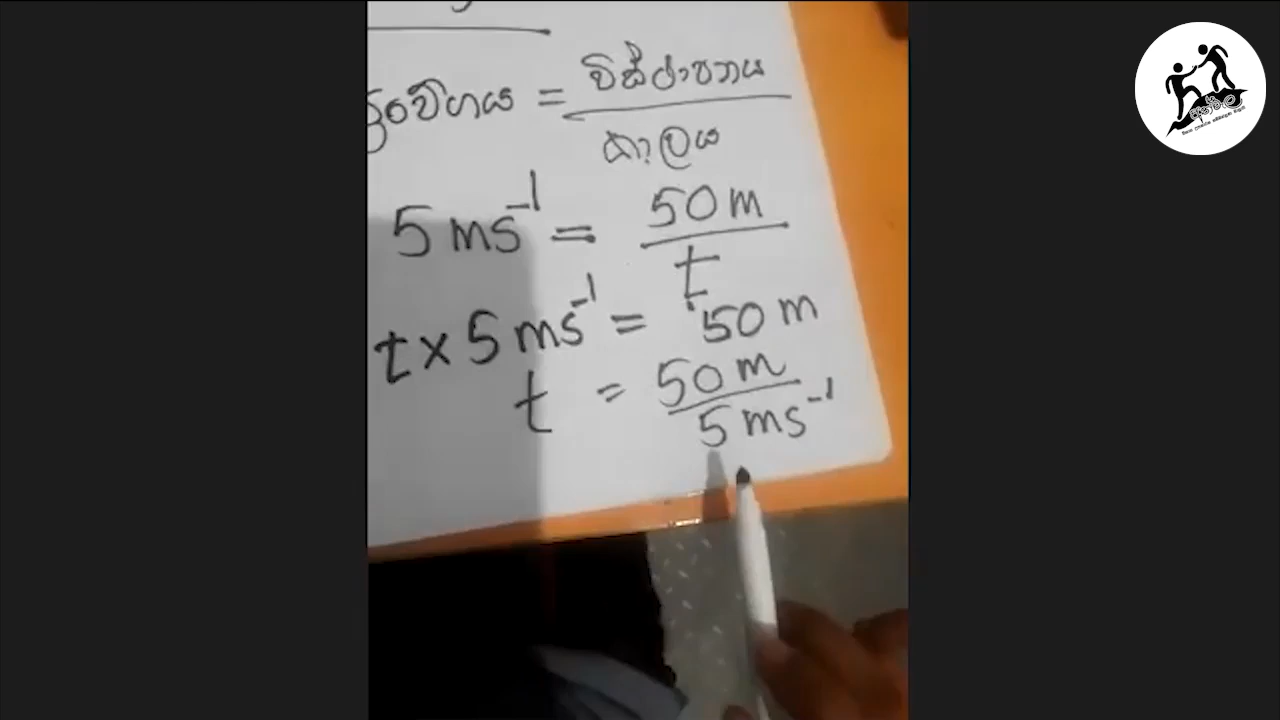 ප්‍රවේගය = විස්ථාපනය / කාලය
5 ms⁻¹ = 50 m / t
t × 5 ms⁻¹ = 50 m
t = 50 m / 5 ms⁻¹